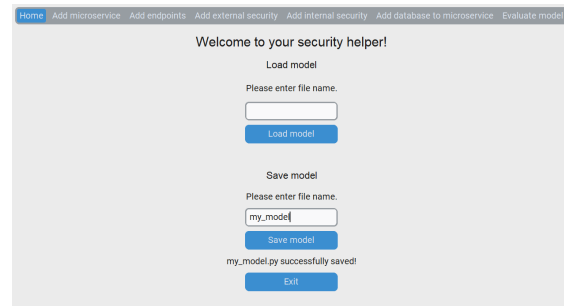 Home Add microservice Add endpoints Add external security Add internal security Add database to microservice Evaluate model
Welcome to your security helper!
Load model
Please enter file name.
Load model
Save model
Please enter file name.
my_model
Save model
my_model.py successfully saved!
Exit